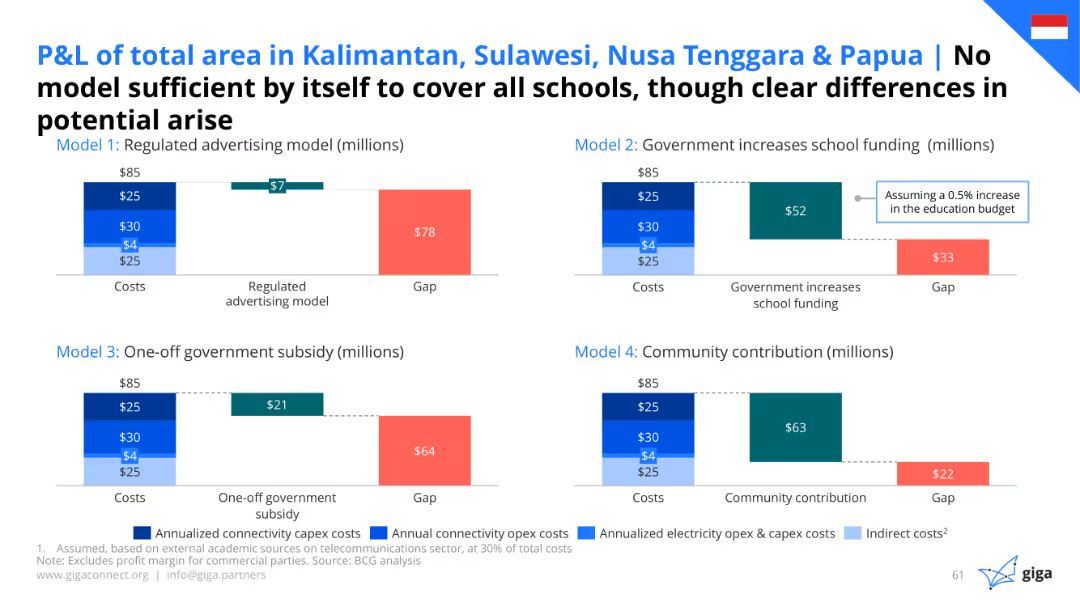 P&L of total area in Kalimantan, Sulawesi, Nusa Tenggara & Papua | No
model sufficient by itself to cover all schools, though clear differences in
potential arise
Model 1: Regulated advertising model (millions)
$85
$25
$30
$4
$25
$7
$78
Costs
Regulated
advertising model
Gap
Model 2: Government increases school funding (millions)
$85
$25
$30
$4
$25
$52
Assuming a 0.5% increase
in the education budget
$33
Costs
Government increases
school funding
Gap
Model 3: One-off government subsidy (millions)
$85
$25
$30
$4
$25
$21
$64
Costs
One-off government
subsidy
Gap
Model 4: Community contribution (millions)
$85
$25
$30
$4
$25
$63
$22
Costs
Community contribution
Gap
Annualized connectivity capex costs
Annual connectivity opex costs
Annualized electricity opex & capex costs
Indirect costs²
1. Assumed, based on external academic sources on telecommunications sector, at 30% of total costs
Note: Excludes profit margin for commercial parties. Source: BCG analysis
www.gigaconnect.org | info@giga.partners
61
giga